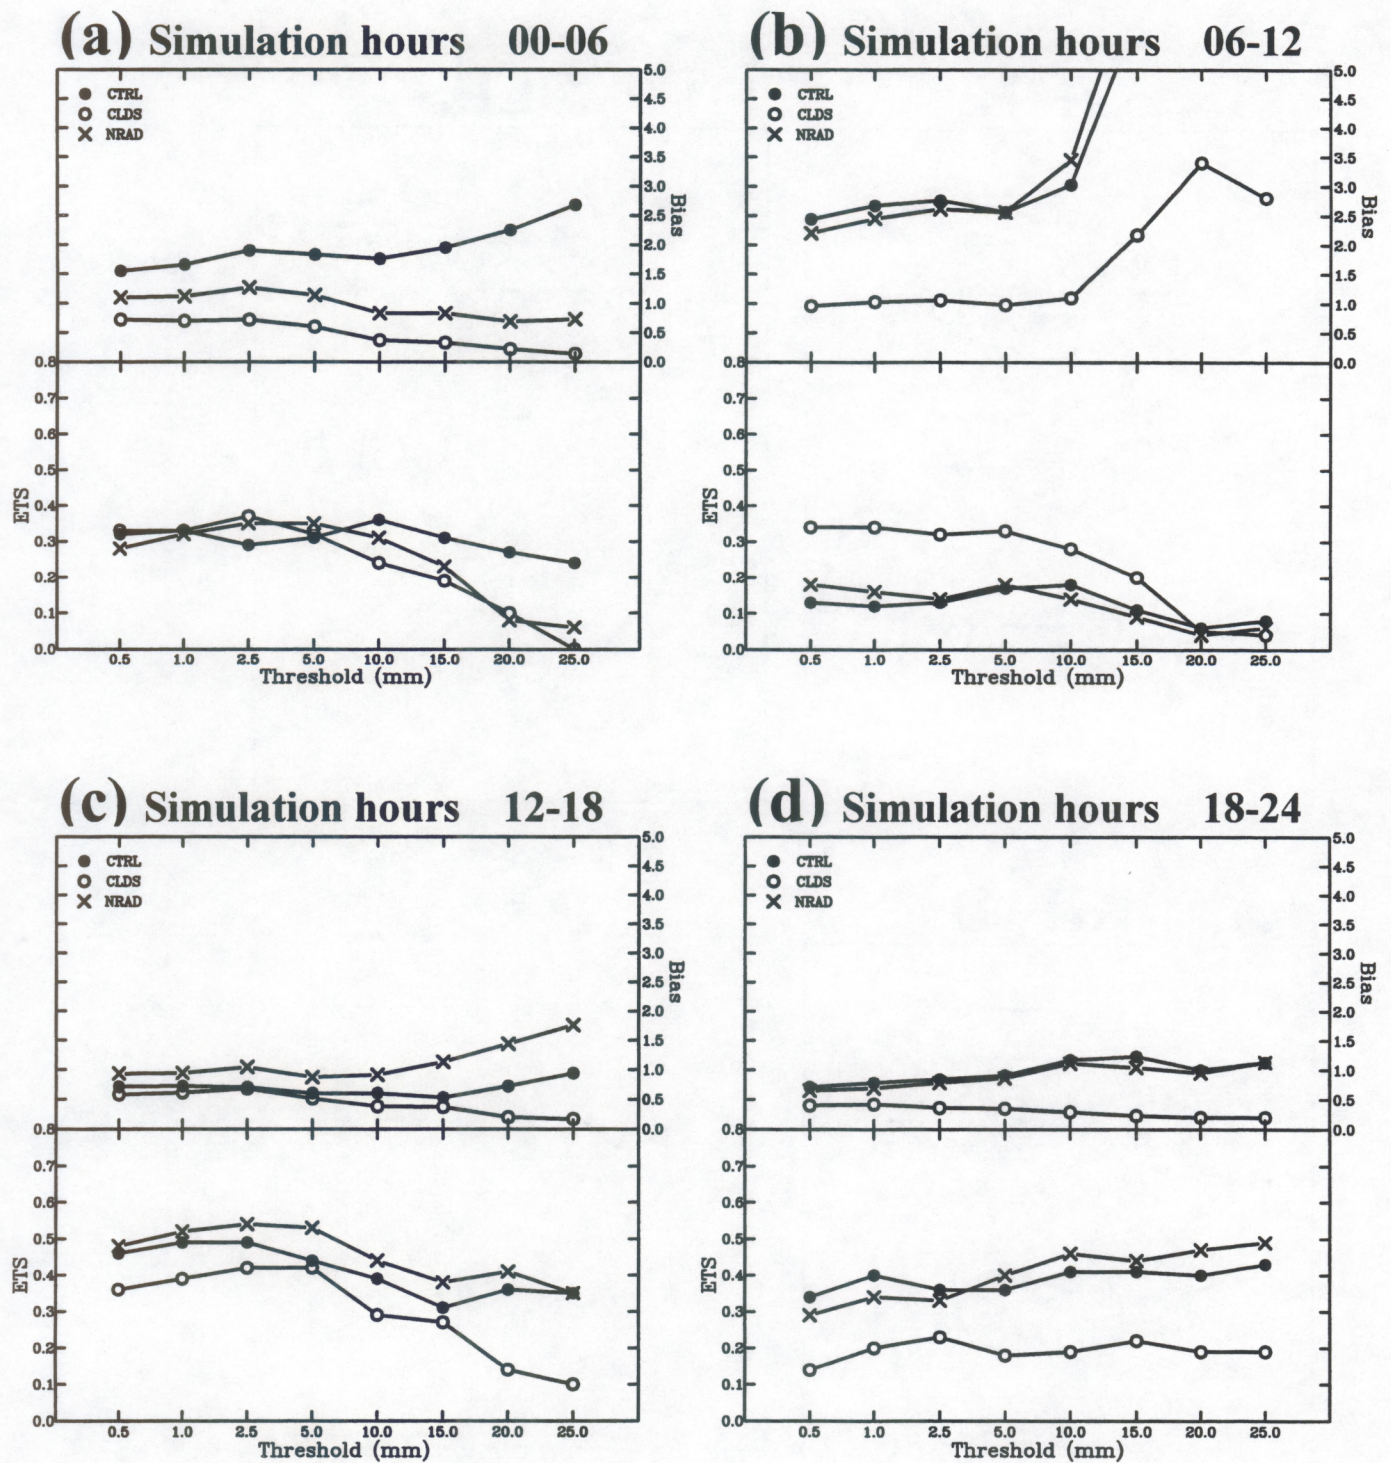 (a) Simulation hours 00-06
CTRL
CLDS
NRAD
5.0
4.5
4.0
3.5
3.0
2.5
2.0
1.5
1.0
0.5
0.0
Bias
0.8
0.7
0.6
0.5
0.4
0.3
0.2
0.1
0.0
ETS
0.5 1.0 2.5 5.0 10.0 15.0 20.0 25.0
Threshold (mm)
(b) Simulation hours 06-12
CTRL
CLDS
NRAD
5.0
4.5
4.0
3.5
3.0
2.5
2.0
1.5
1.0
0.5
0.0
Bias
0.8
0.7
0.6
0.5
0.4
0.3
0.2
0.1
0.0
ETS
0.5 1.0 2.5 5.0 10.0 15.0 20.0 25.0
Threshold (mm)
(c) Simulation hours 12-18
CTRL
CLDS
NRAD
5.0
4.5
4.0
3.5
3.0
2.5
2.0
1.5
1.0
0.5
0.0
Bias
0.8
0.7
0.6
0.5
0.4
0.3
0.2
0.1
0.0
ETS
0.5 1.0 2.5 5.0 10.0 15.0 20.0 25.0
Threshold (mm)
(d) Simulation hours 18-24
CTRL
CLDS
NRAD
5.0
4.5
4.0
3.5
3.0
2.5
2.0
1.5
1.0
0.5
0.0
Bias
0.8
0.7
0.6
0.5
0.4
0.3
0.2
0.1
0.0
ETS
0.5 1.0 2.5 5.0 10.0 15.0 20.0 25.0
Threshold (mm)